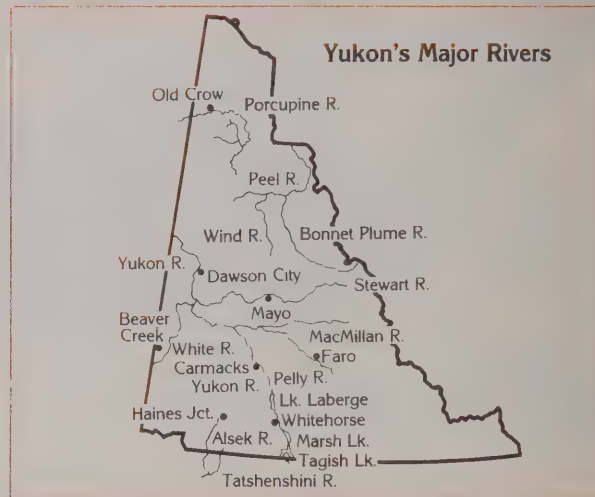 Yukon's Major Rivers
Old Crow
Porcupine R.
Peel R.
Wind R.
Bonnet Plume R.
Yukon R.
Dawson City
Stewart R.
Mayo
Beaver
Creek
MacMillan R.
White R.
Faro
Carmacks
Pelly R.
Yukon R.
Lk. Laberge
Haines Jct.
Whitehorse
Alsek R.
Marsh Lk.
Tagish Lk.
Tatshenshini R.